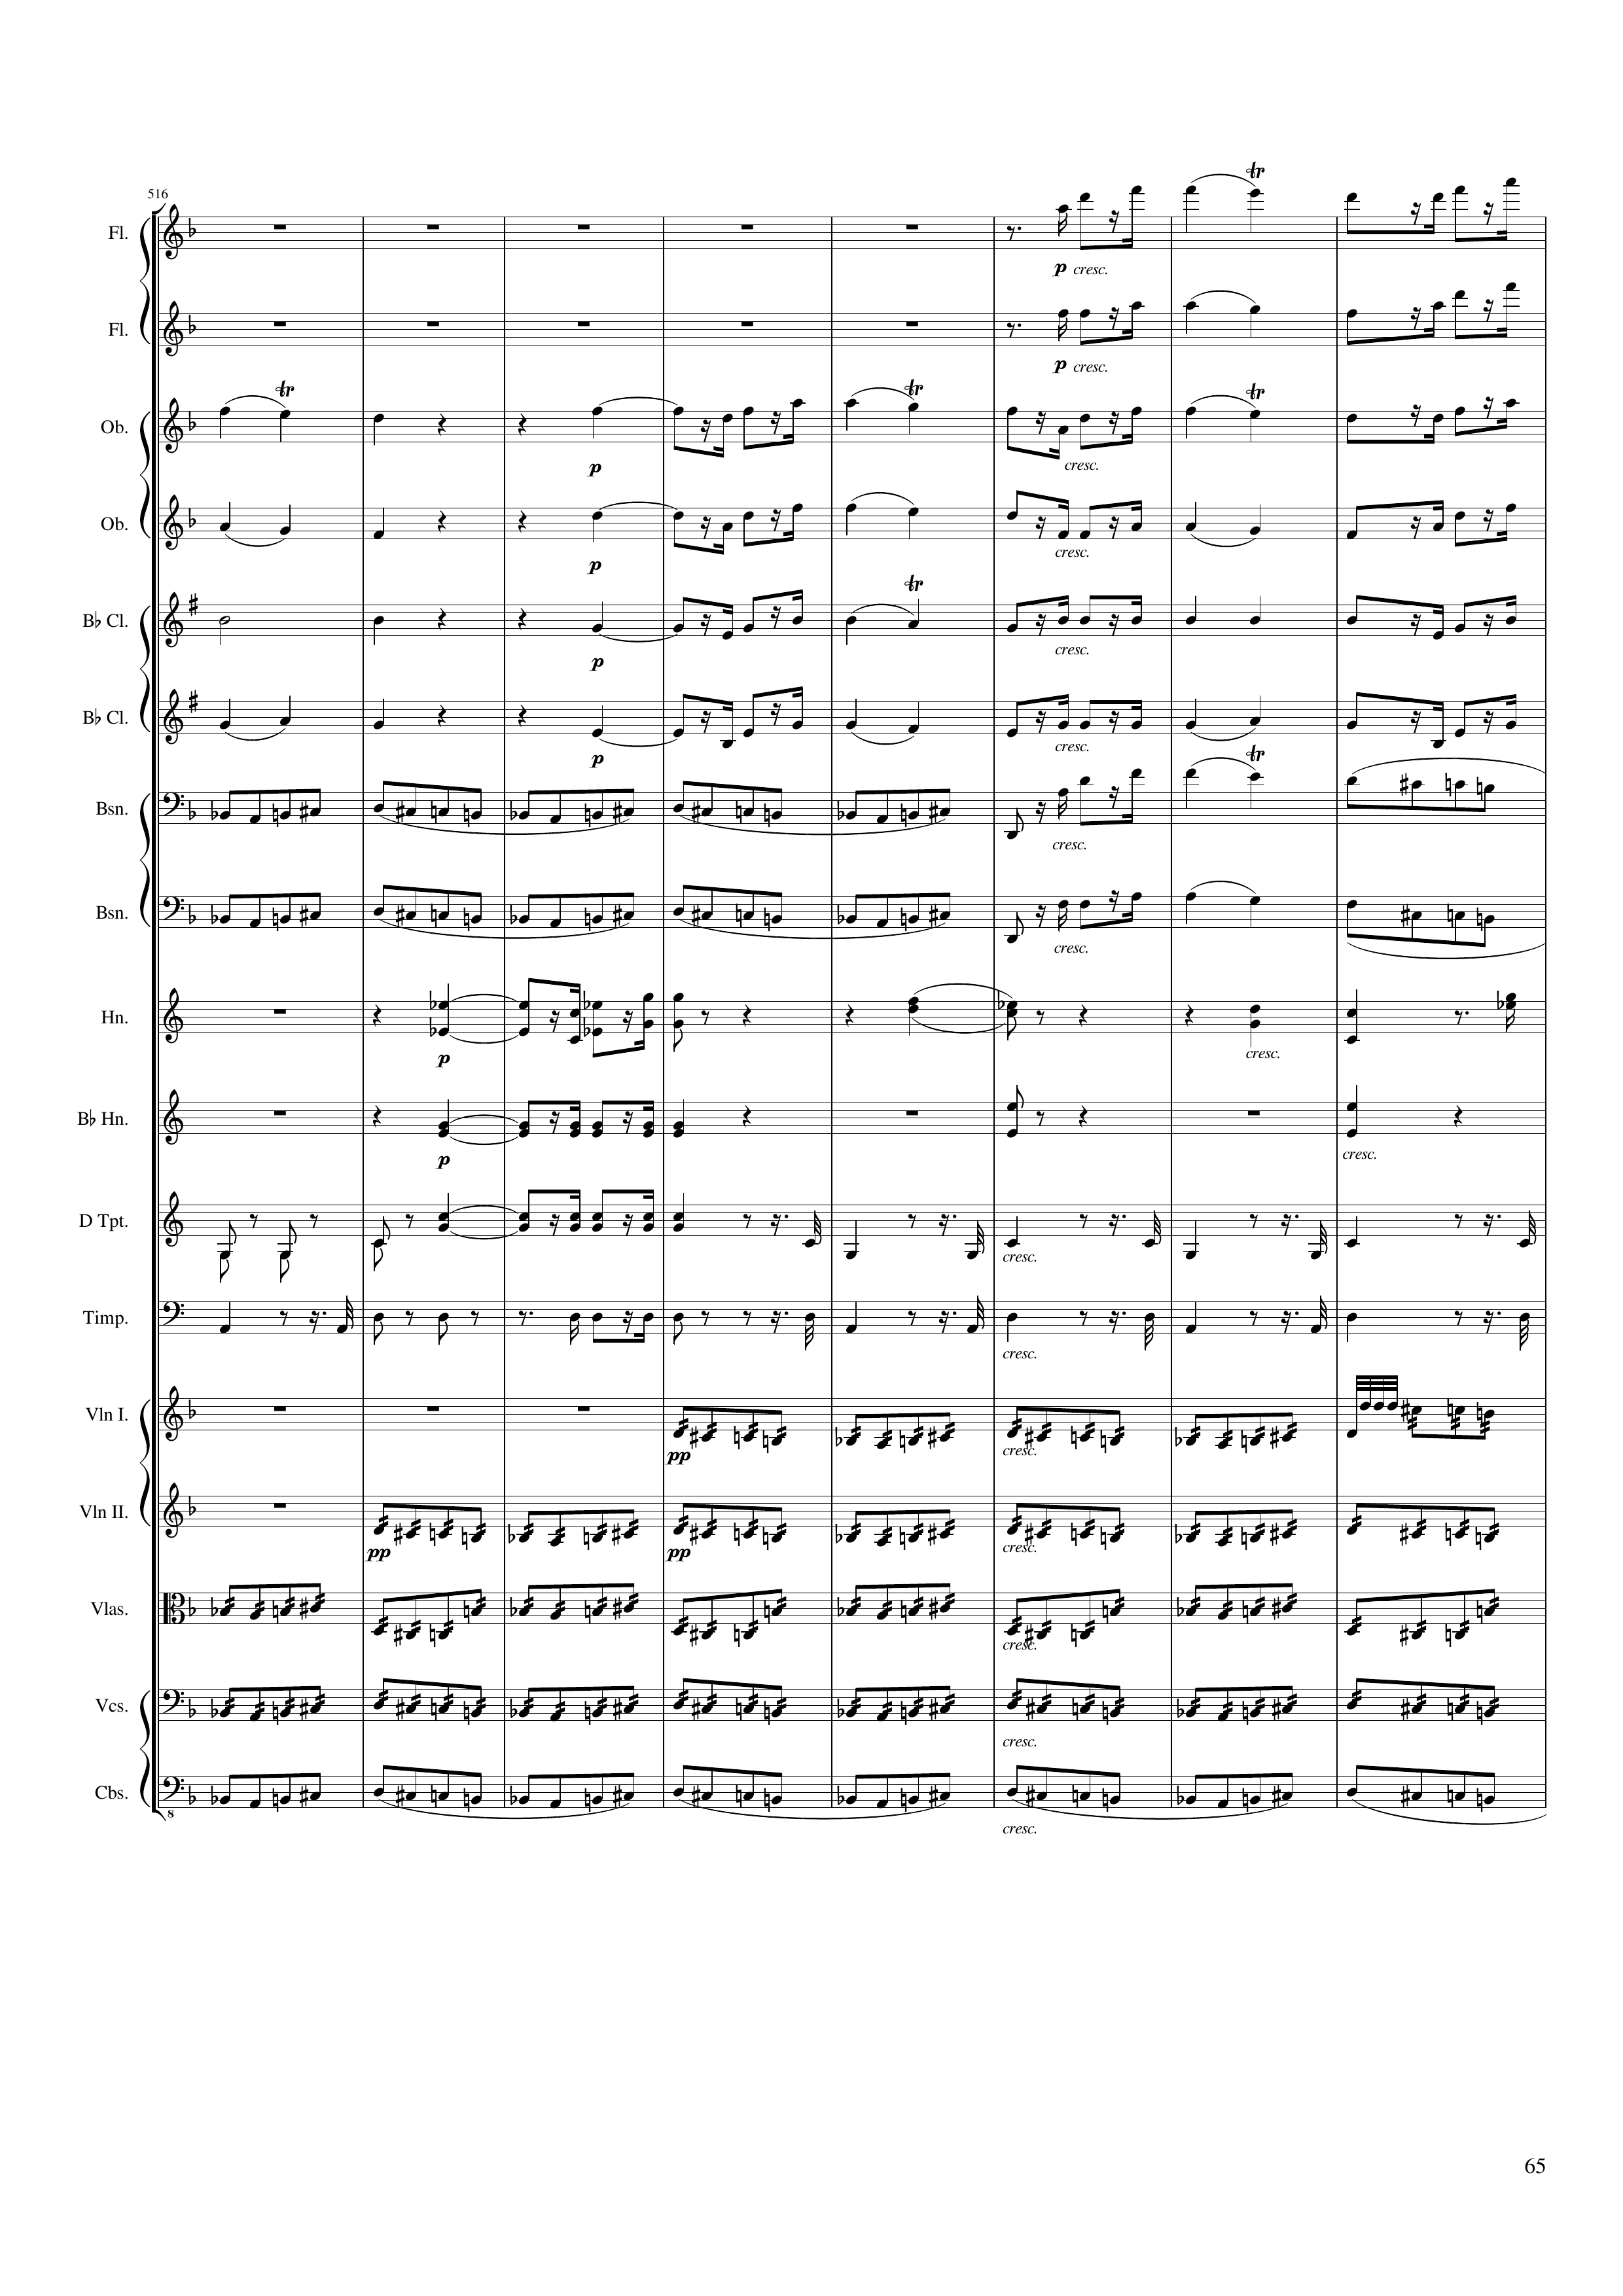 516
Fl.
p cresc.
Fl.
p cresc.
Ob.
p
cresc.
Ob.
p
cresc.
B♭ Cl.
p
cresc.
B♭ Cl.
p
cresc.
Bsn.
cresc.
Bsn.
cresc.
Hn.
p
cresc.
B♭ Hn.
p
cresc.
D Tpt.
cresc.
Timp.
cresc.
Vln I.
pp
cresc.
Vln II.
pp
pp
cresc.
Vlas.
cresc.
Vcs.
cresc.
Cbs.
8
cresc.
65